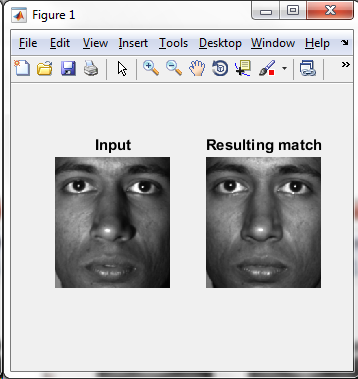 Figure 1
File Edit View Insert Tools Desktop Window Help
Input
Resulting match